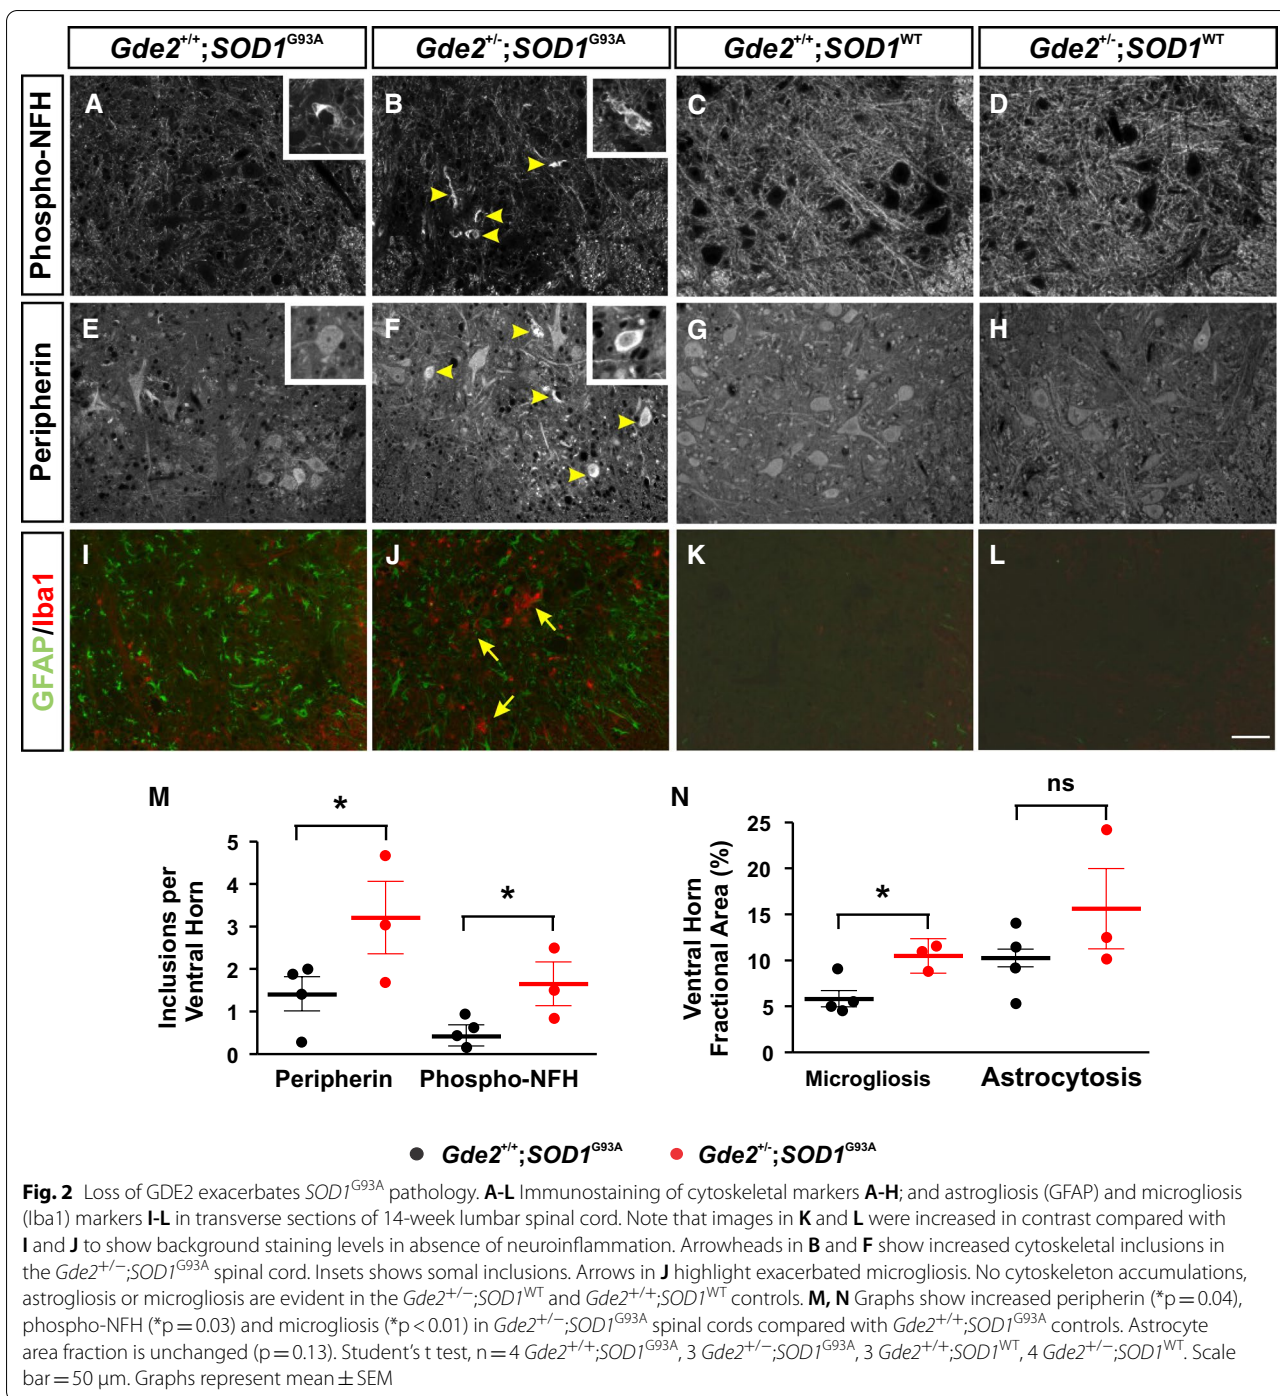 Gde2+/+;SOD1G93A
Gde2+/-;SOD1G93A
Gde2+/+;SOD1WT
Gde2+/-;SOD1WT
Phospho-NFH
A
B
C
D
Peripherin
E
F
G
H
GFAP/Iba1
I
J
K
L
M
*
*
Inclusions per
Ventral Horn
5
4
3
2
1
0
Peripherin
Phospho-NFH
N
*
ns
Ventral Horn
Fractional Area (%)
25
20
15
10
5
0
Microgliosis
Astrocytosis
Gde2+/+;SOD1G93A
Gde2+/-;SOD1G93A
Fig. 2 Loss of GDE2 exacerbates SOD1G93A pathology. A-L Immunostaining of cytoskeletal markers A-H; and astrogliosis (GFAP) and microgliosis
(Iba1) markers I-L in transverse sections of 14-week lumbar spinal cord. Note that images in K and L were increased in contrast compared with
I and J to show background staining levels in absence of neuroinflammation. Arrowheads in B and F show increased cytoskeletal inclusions in
the Gde2+/−;SOD1G93A spinal cord. Insets shows somal inclusions. Arrows in J highlight exacerbated microgliosis. No cytoskeleton accumulations,
astrogliosis or microgliosis are evident in the Gde2+/−;SOD1WT and Gde2+/+;SOD1WT controls. M, N Graphs show increased peripherin (*p = 0.04),
phospho-NFH (*p = 0.03) and microgliosis (*p < 0.01) in Gde2+/−;SOD1G93A spinal cords compared with Gde2+/+;SOD1G93A controls. Astrocyte
area fraction is unchanged (p = 0.13). Student's t test, n = 4 Gde2+/+;SOD1G93A, 3 Gde2+/−;SOD1G93A, 3 Gde2+/+;SOD1WT, 4 Gde2+/−;SOD1WT. Scale
bar = 50 μm. Graphs represent mean ± SEM